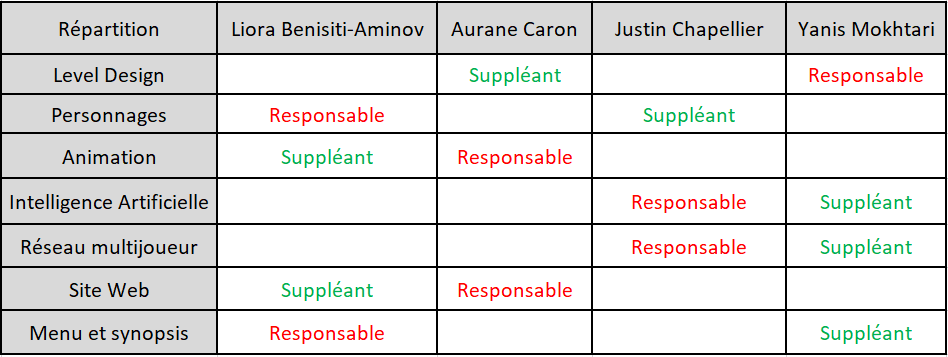 Répartition Liora Benisiti-Aminov Aurane Caron Justin Chapellier Yanis Mokhtari
Level Design Suppléant Responsable
Personnages Responsable Suppléant
Animation Suppléant Responsable
Intelligence Artificielle Responsable Suppléant
Réseau multijoueur Responsable Suppléant
Site Web Suppléant Responsable
Menu et synopsis Responsable Suppléant